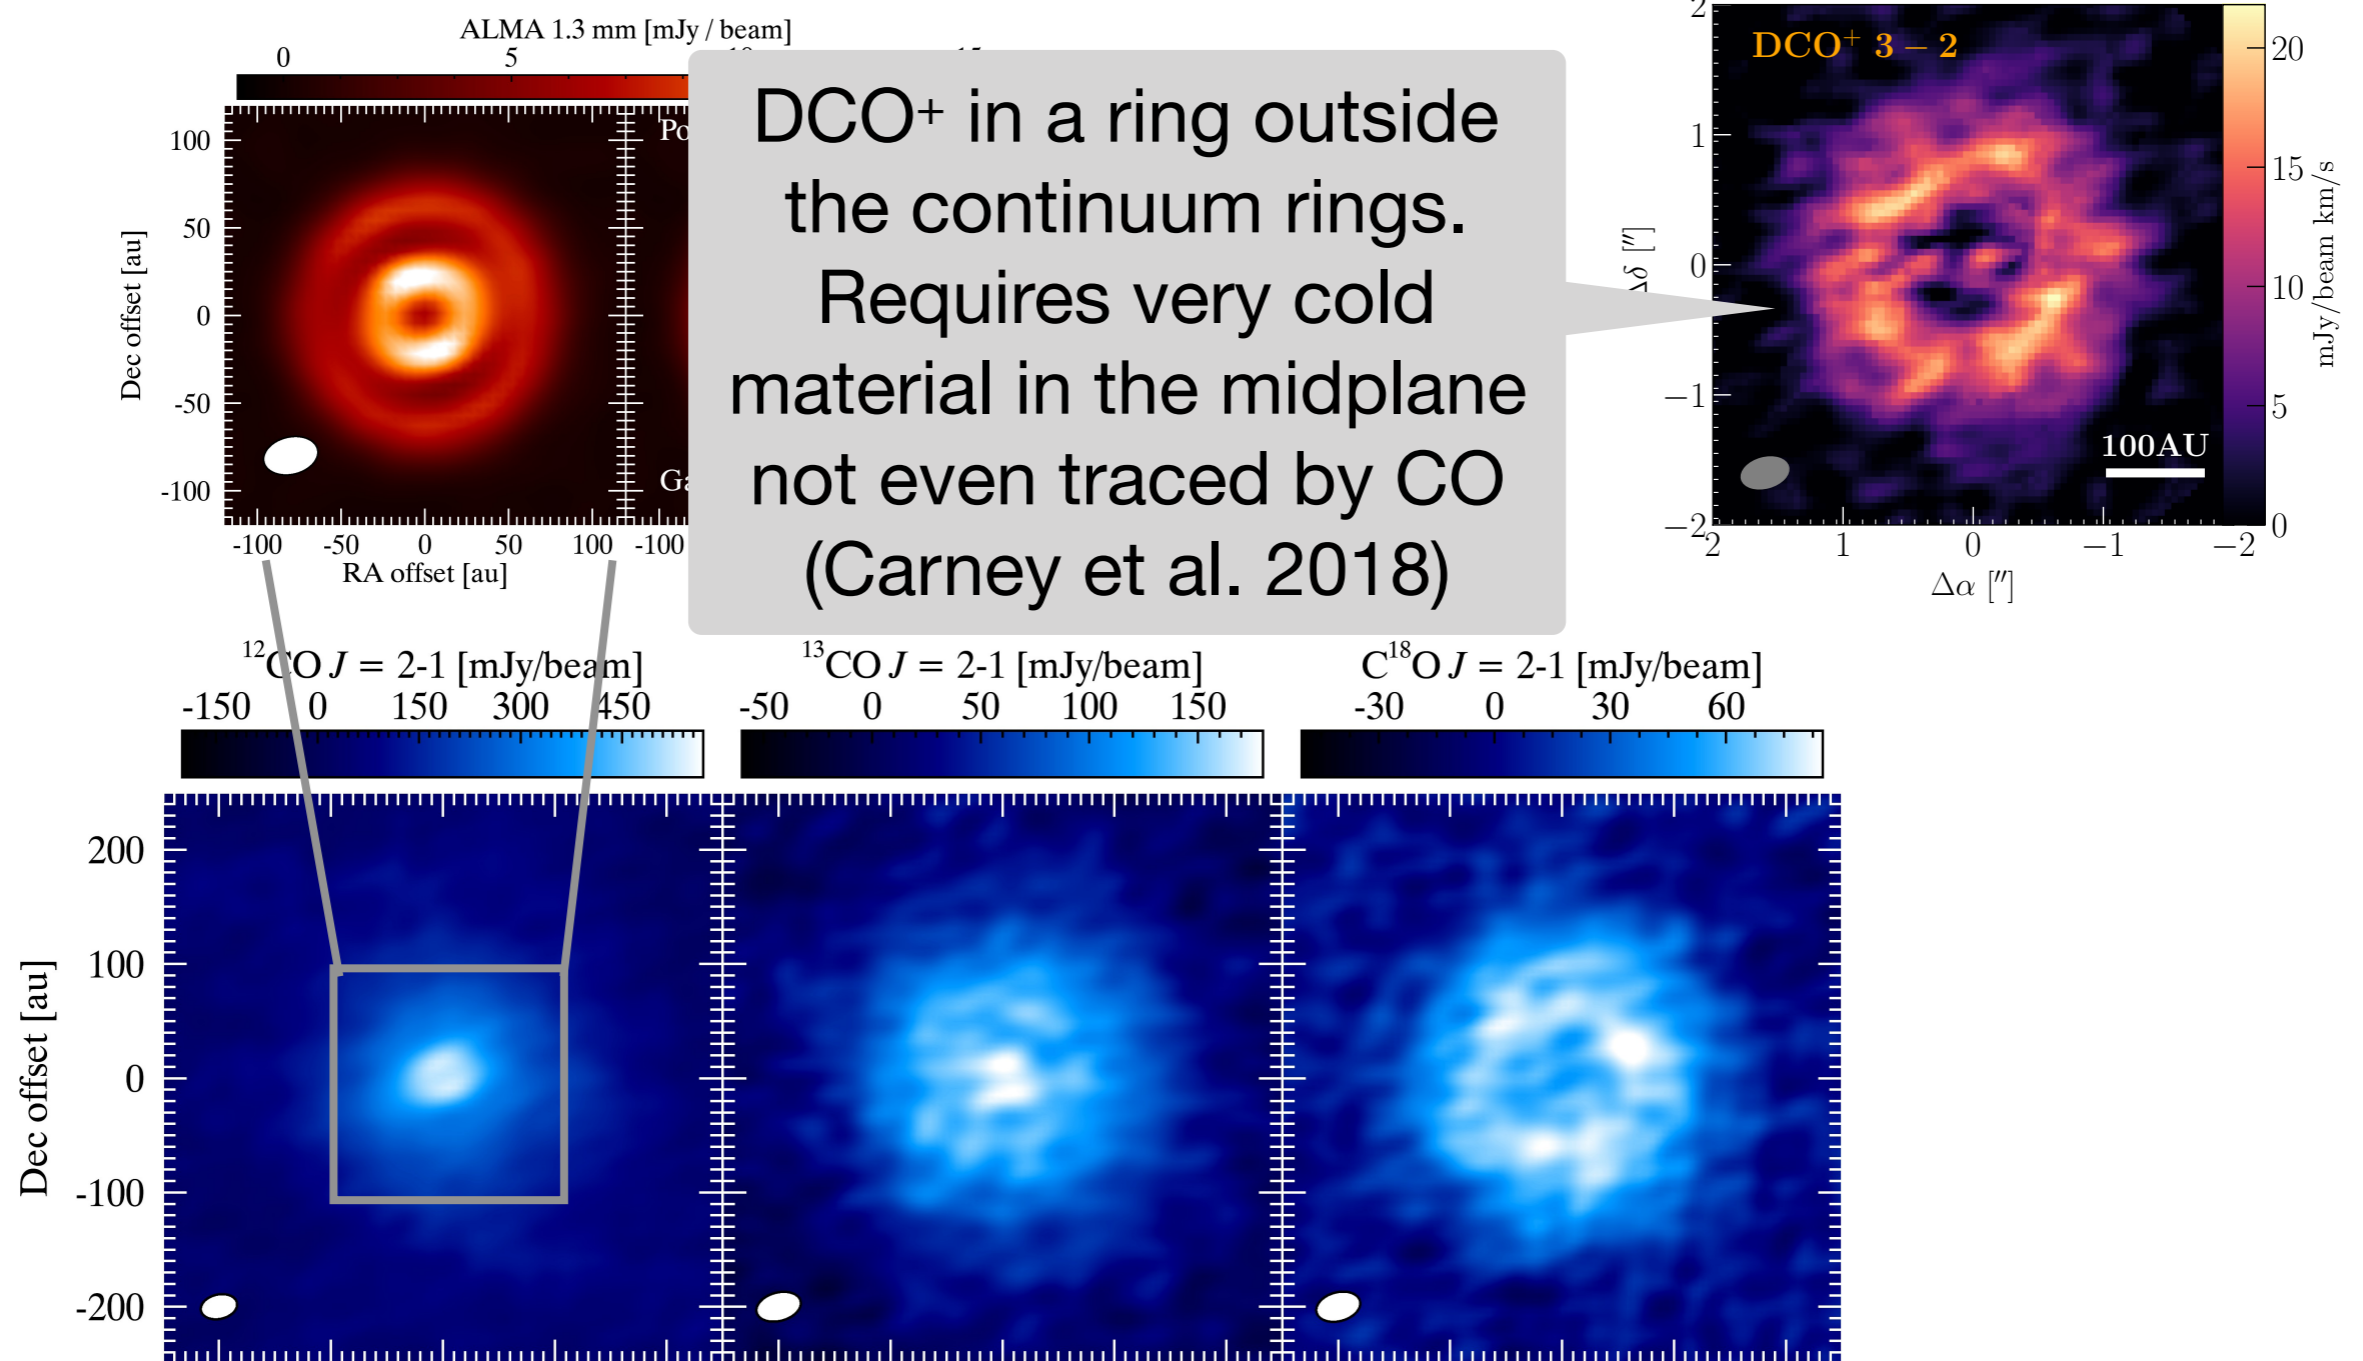 ALMA 1.3 mm [mJy / beam]
0 5
100
50
0
-50
-100
Dec offset [au]
-100 -50 0 50 100 -100
RA offset [au]
DCO+ in a ring outside
the continuum rings.
Requires very cold
material in the midplane
not even traced by CO
(Carney et al. 2018)
DCO+ 3 – 2
2
1
0
−1
−2
Δδ [″]
100AU
2 1 0 −1 −2
Δα [″]
20
15
10
5
0
mJy/beam km/s
12CO J = 2-1 [mJy/beam]
-150 0 150 300 450
13CO J = 2-1 [mJy/beam]
-50 0 50 100 150
C18O J = 2-1 [mJy/beam]
-30 0 30 60
200
100
0
-100
-200
Dec offset [au]